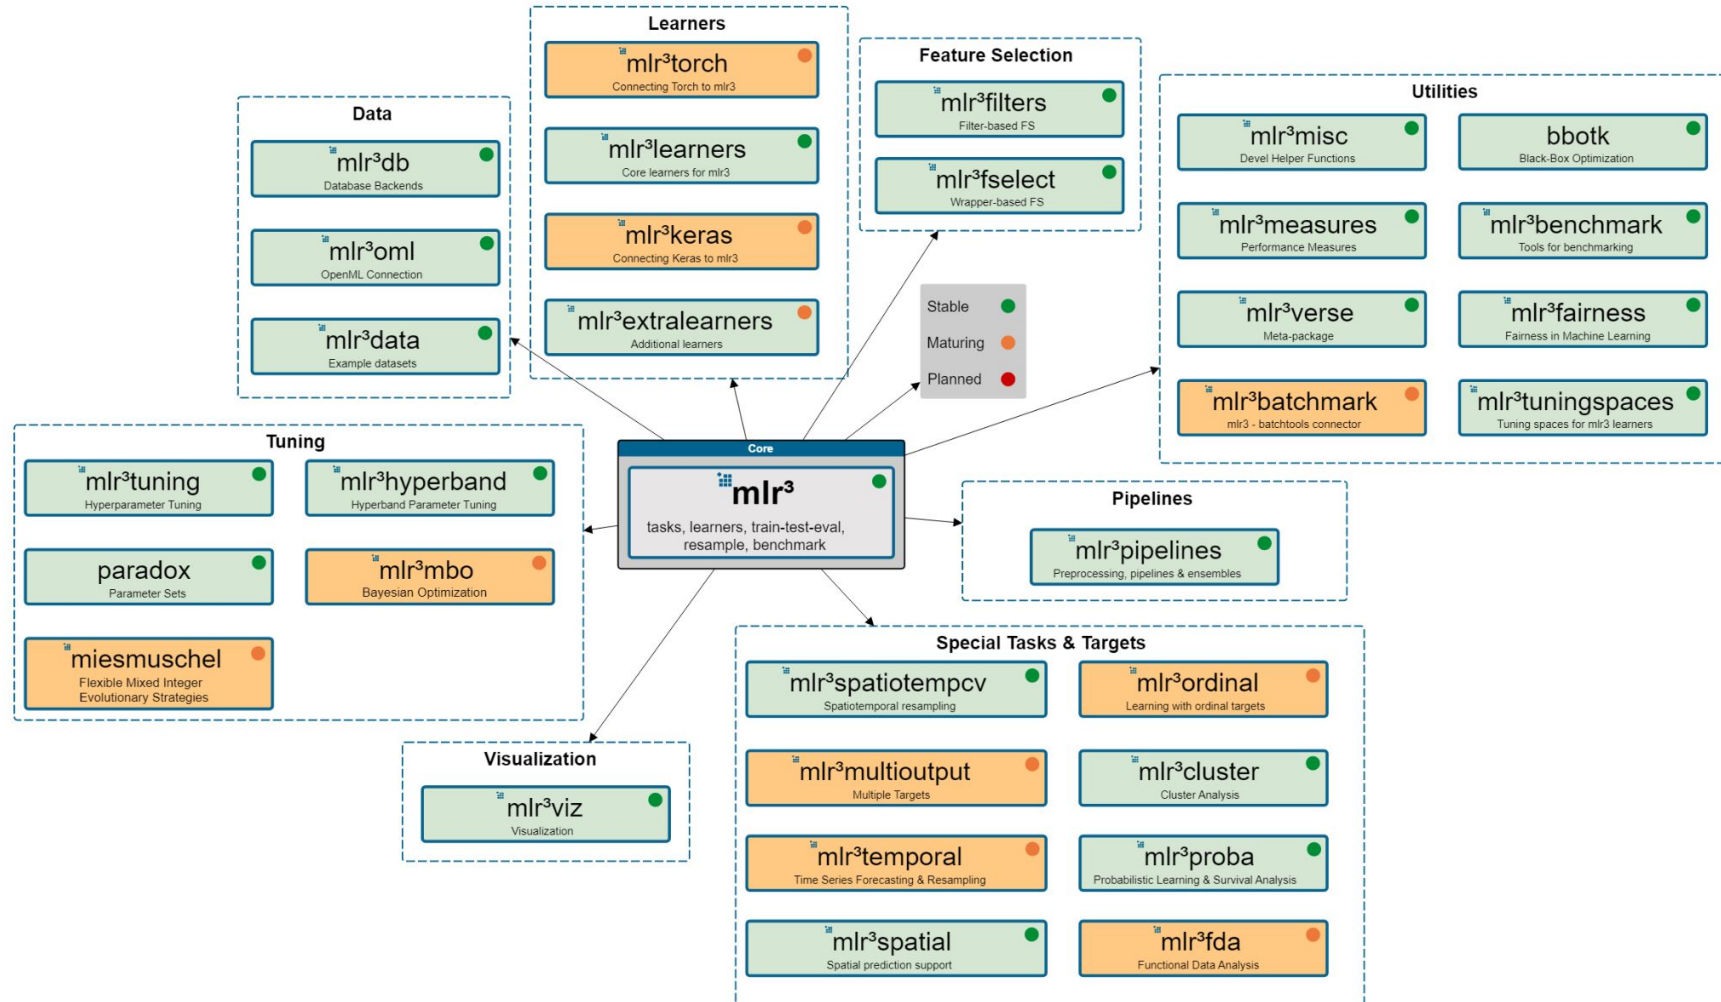 Learners
mlr³torch
Connecting Torch to mlr3
mlr³learners
Core learners for mlr3
mlr³keras
Connecting Keras to mlr3
mlr³extralearners
Additional learners
Feature Selection
mlr³filters
Filter-based FS
mlr³fselect
Wrapper-based FS
Utilities
mlr³misc
Devel Helper Functions
bbotk
Black-Box Optimization
mlr³measures
Performance Measures
mlr³benchmark
Tools for benchmarking
mlr³verse
Meta-package
mlr³fairness
Fairness in Machine Learning
mlr³batchmark
mlr3 - batchtools connector
mlr³tuningspaces
Tuning spaces for mlr3 learners
Data
mlr³db
Database Backends
mlr³oml
OpenML Connection
mlr³data
Example datasets
Stable
Maturing
Planned
Tuning
mlr³tuning
Hyperparameter Tuning
mlr³hyperband
Hyperband Parameter Tuning
paradox
Parameter Sets
mlr³mbo
Bayesian Optimization
miesmuschel
Flexible Mixed Integer
Evolutionary Strategies
Core
mlr³
tasks, learners, train-test-eval,
resample, benchmark
Pipelines
mlr³pipelines
Preprocessing, pipelines & ensembles
Visualization
mlr³viz
Visualization
Special Tasks & Targets
mlr³spatiotempcv
Spatiotemporal resampling
mlr³ordinal
Learning with ordinal targets
mlr³multioutput
Multiple Targets
mlr³cluster
Cluster Analysis
mlr³temporal
Time Series Forecasting & Resampling
mlr³proba
Probabilistic Learning & Survival Analysis
mlr³spatial
Spatial prediction support
mlr³fda
Functional Data Analysis